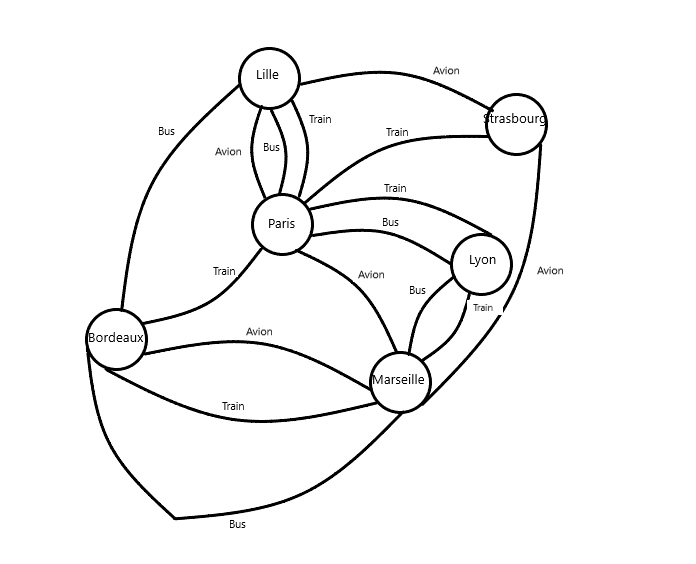 Lille
Avion
Strasbourg
Train
Bus
Train
Avion
Bus
Train
Paris
Bus
Lyon
Train
Avion
Avion
Bus
Train
Avion
Bordeaux
Marseille
Train
Bus